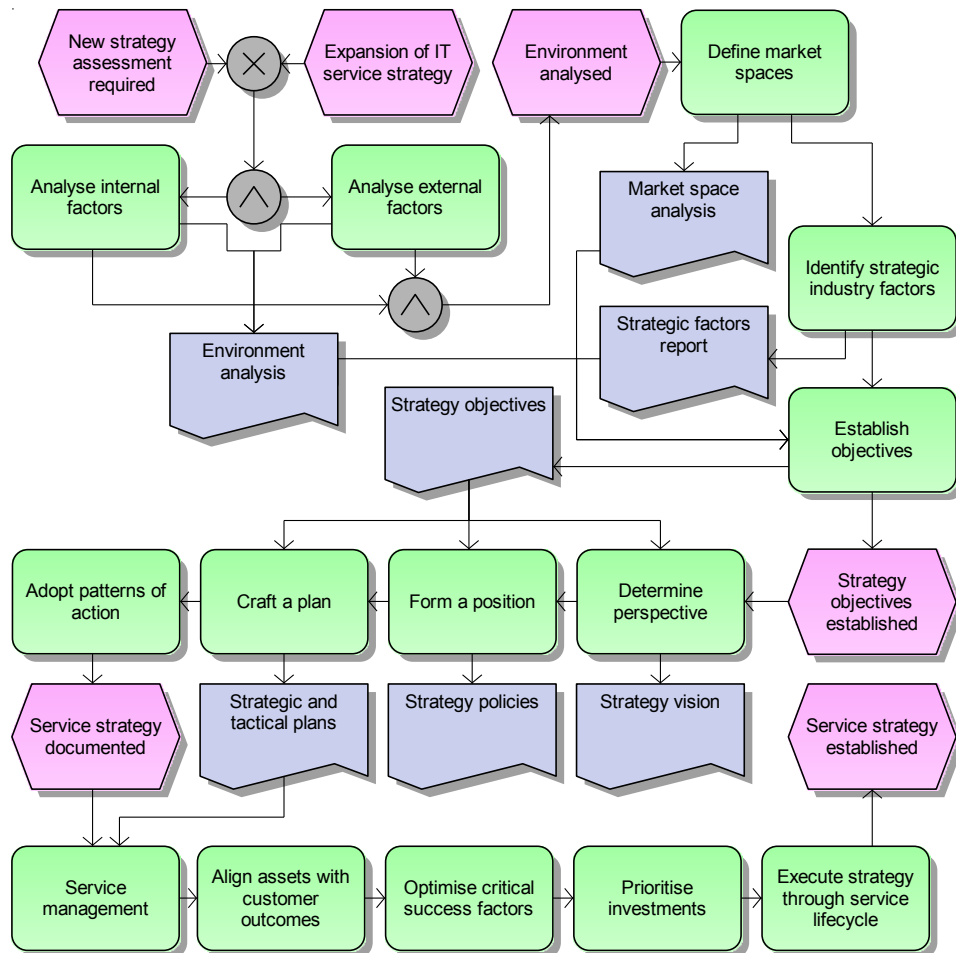 New strategy
assessment
required
Expansion of IT
service strategy
Environment
analysed
Define market
spaces
Analyse internal
factors
Analyse external
factors
Market space
analysis
Identify strategic
industry factors
Environment
analysis
Strategic factors
report
Strategy objectives
Establish
objectives
Adopt patterns of
action
Craft a plan
Form a position
Determine
perspective
Strategy
objectives
established
Service strategy
documented
Strategic and
tactical plans
Strategy policies
Strategy vision
Service strategy
established
Service
management
Align assets with
customer
outcomes
Optimise critical
success factors
Prioritise
investments
Execute strategy
through service
lifecycle